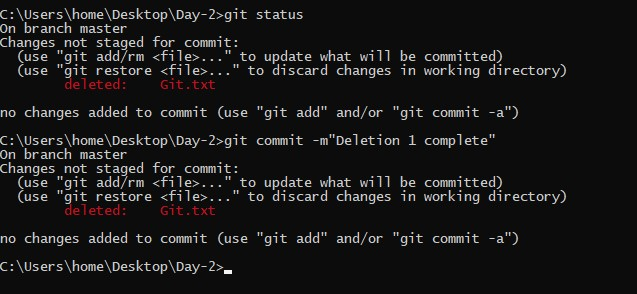 C:\Users\home\Desktop\Day-2>git status
On branch master
Changes not staged for commit:
  (use "git add/rm <file>..." to update what will be committed)
  (use "git restore <file>..." to discard changes in working directory)
        deleted:    Git.txt

no changes added to commit (use "git add" and/or "git commit -a")

C:\Users\home\Desktop\Day-2>git commit -m"Deletion 1 complete"
On branch master
Changes not staged for commit:
  (use "git add/rm <file>..." to update what will be committed)
  (use "git restore <file>..." to discard changes in working directory)
        deleted:    Git.txt

no changes added to commit (use "git add" and/or "git commit -a")

C:\Users\home\Desktop\Day-2>